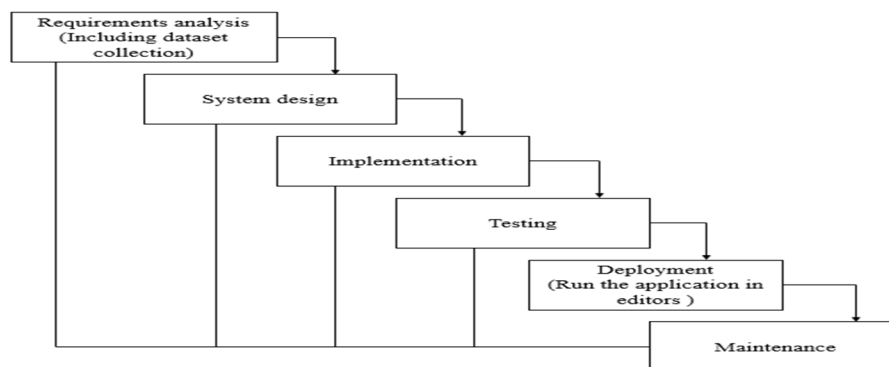 Requirements analysis
(Including dataset
collection)
System design
Implementation
Testing
Deployment
(Run the application in
editors )
Maintenance